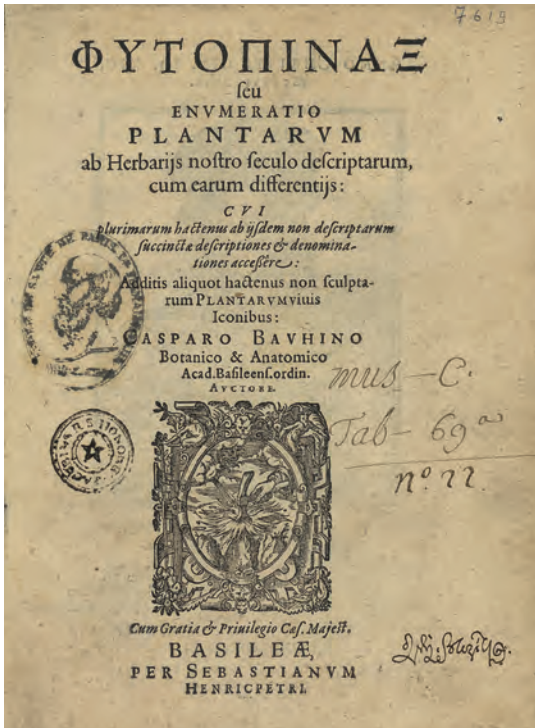 7619
ΦΥΤΟΠΙΝΑΞ
ſeu
ENVMERATIO
PLANTARVM
ab Herbarijs noſtro ſeculo deſcriptarum,
cum earum differentijs:
CVI
plurimarum hactenus ab ijſdem non deſcriptarum
ſuccinctæ deſcriptiones & denomina-
tiones acceſſere:
Additis aliquot hactenus non ſculpta-
rum PLANTARVM viuis
Iconibus:
CASPARO BAVHINO
Botanico & Anatomico
Acad. Baſileenſ. ordin.
AVCTORE.
mus-C.
Tab-69
nº 22
Cum Gratia & Priuilegio Cæſ. Majeſt.
BASILEÆ,
PER SEBASTIANVM
HENRICPETRI.